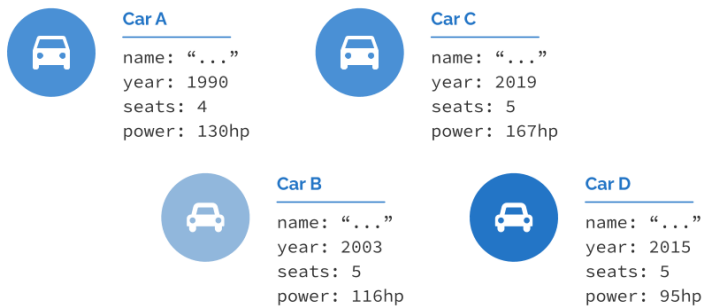 Car A
name: “...”
year: 1990
seats: 4
power: 130hp
Car C
name: “...”
year: 2019
seats: 5
power: 167hp
Car B
name: “...”
year: 2003
seats: 5
power: 116hp
Car D
name: “...”
year: 2015
seats: 5
power: 95hp